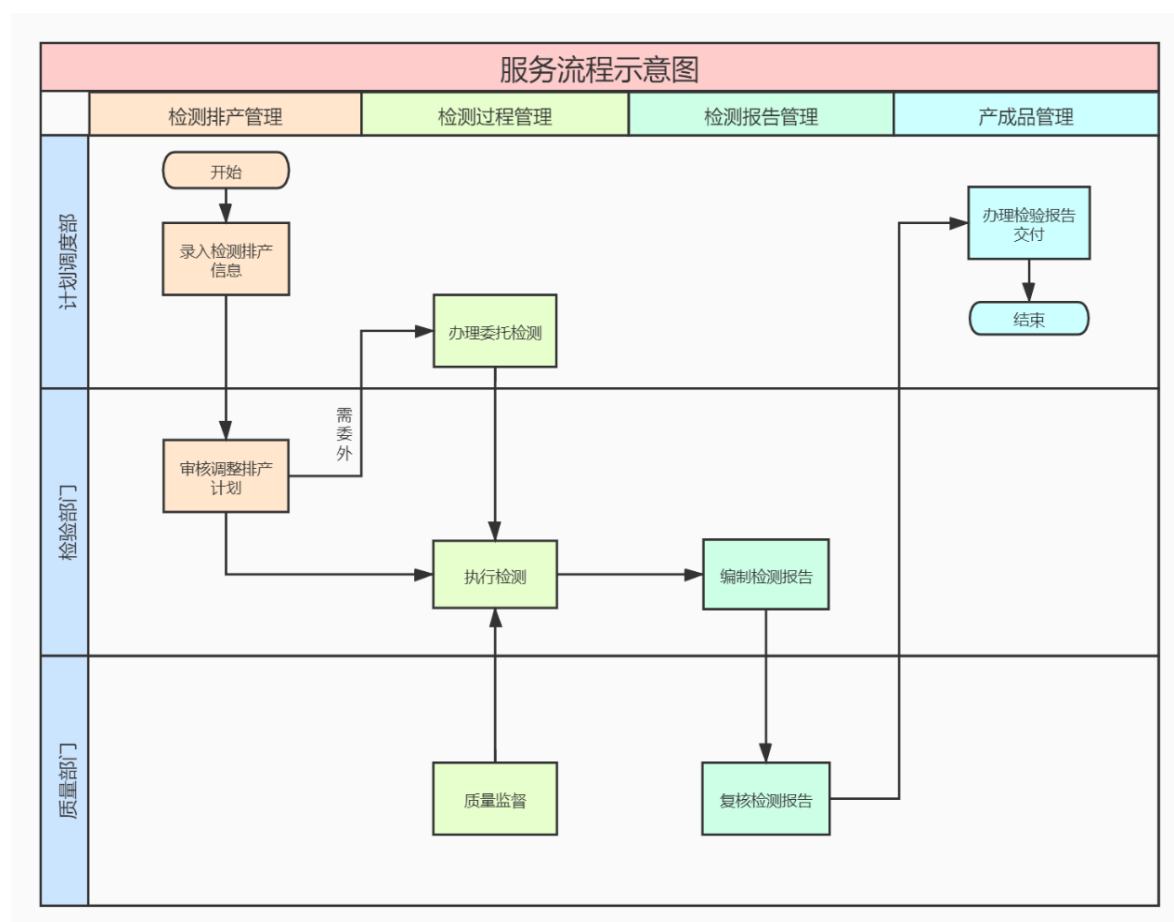 服务流程示意图
检测排产管理
检测过程管理
检测报告管理
产成品管理
计划调度部
开始
录入检测排产
信息
办理委托检测
办理检验报告
交付
结束
检验部门
需
委
外
审核调整排产
计划
执行检测
编制检测报告
质量部门
质量监督
复核检测报告